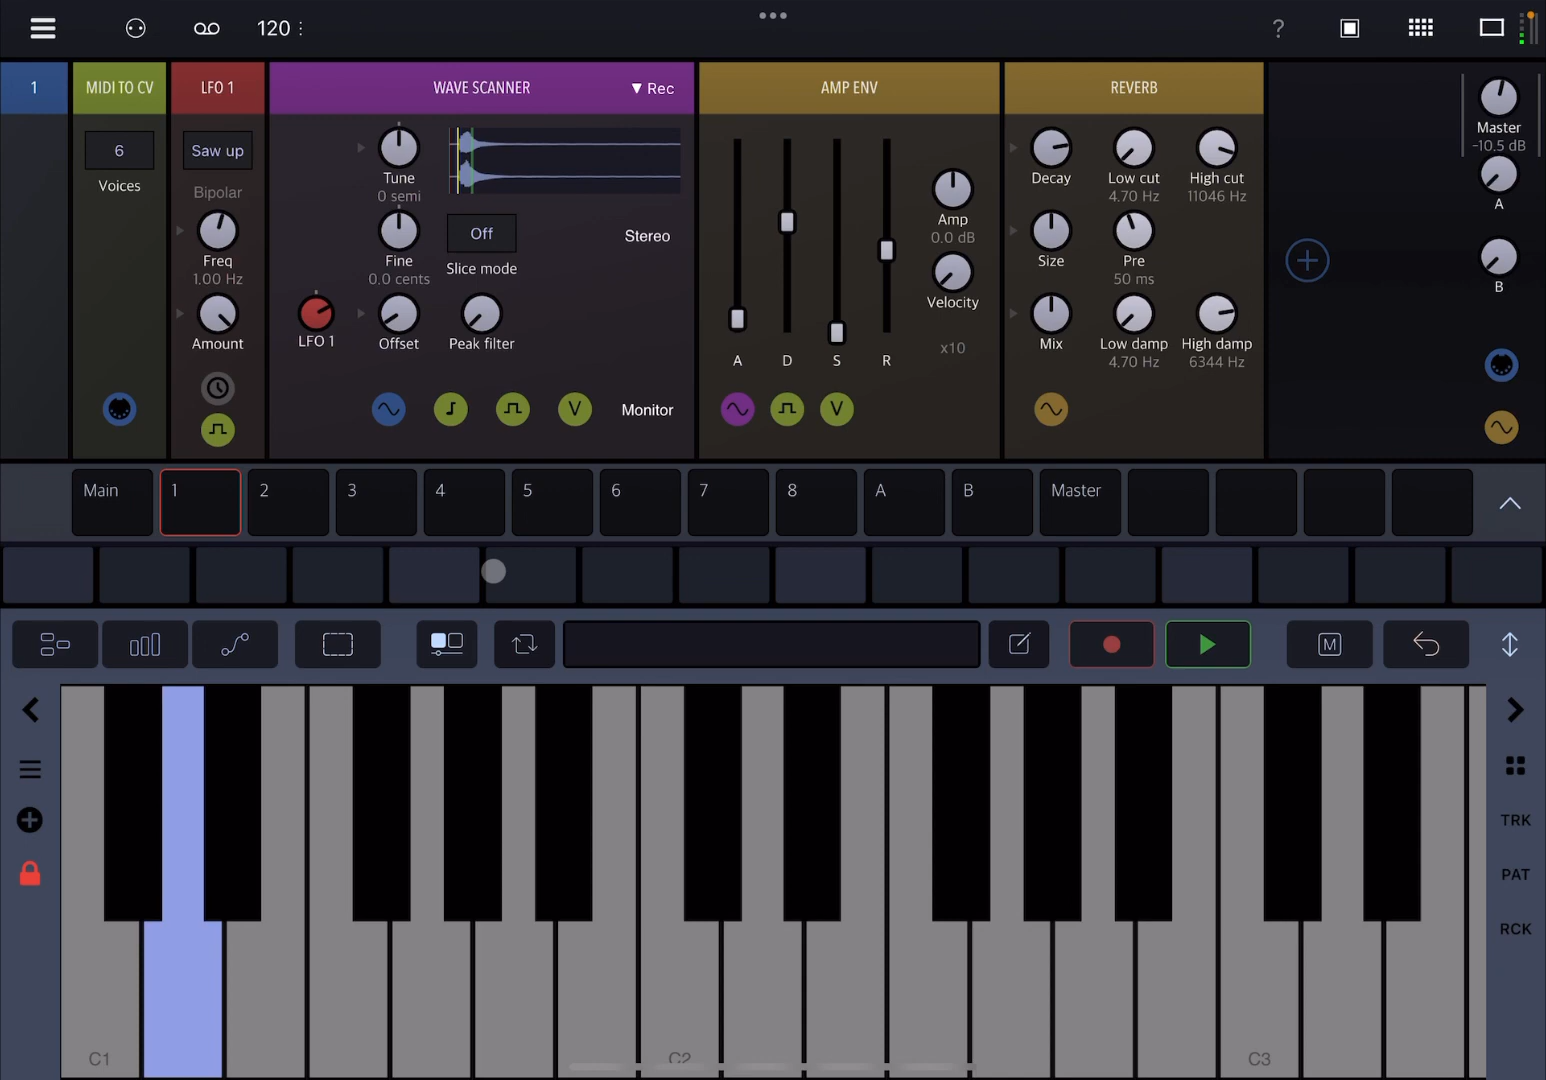 120
?
1
MIDI TO CV
LFO 1
WAVE SCANNER
▼ Rec
AMP ENV
REVERB
6
Voices
Saw up
Bipolar
Freq
1.00 Hz
Amount
Tune
0 semi
Fine
0.0 cents
Off
Slice mode
Stereo
LFO 1
Offset
Peak filter
V
Monitor
A
D
S
R
Amp
0.0 dB
Velocity
x10
V
Decay
Low cut
4.70 Hz
High cut
11046 Hz
Size
Pre
50 ms
Mix
Low damp
4.70 Hz
High damp
6344 Hz
Master
-10.5 dB
A
B
Main
1
2
3
4
5
6
7
8
A
B
Master
M
TRK
PAT
RCK
C1
C2
C3